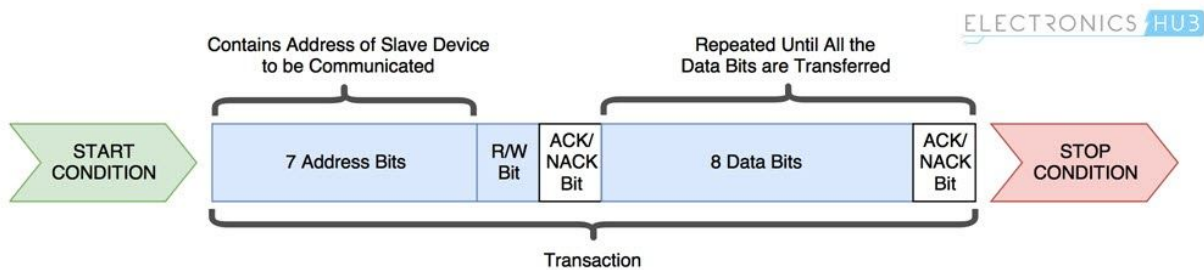 ELECTRONICS HUB
Contains Address of Slave Device
to be Communicated
Repeated Until All the
Data Bits are Transferred
START
CONDITION
7 Address Bits
R/W
Bit
ACK/
NACK
Bit
8 Data Bits
ACK/
NACK
Bit
STOP
CONDITION
Transaction